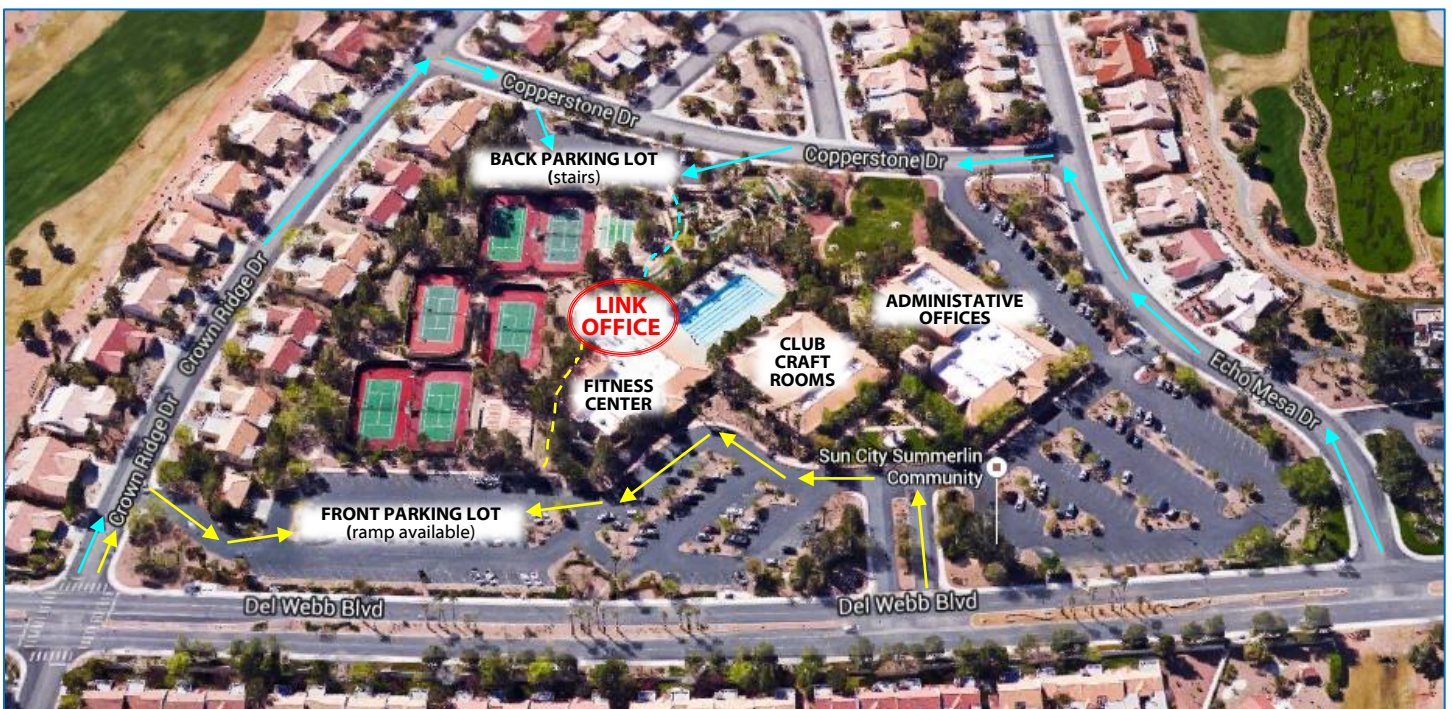 Copperstone Dr
BACK PARKING LOT
(stairs)
Copperstone Dr
Crown Ridge Dr
LINK
OFFICE
ADMINISTATIVE
OFFICES
CLUB
CRAFT
ROOMS
FITNESS
CENTER
Echo Mesa Dr
Sun City Summerlin
Community
Crown Ridge Dr
FRONT PARKING LOT
(ramp available)
Del Webb Blvd
Del Webb Blvd